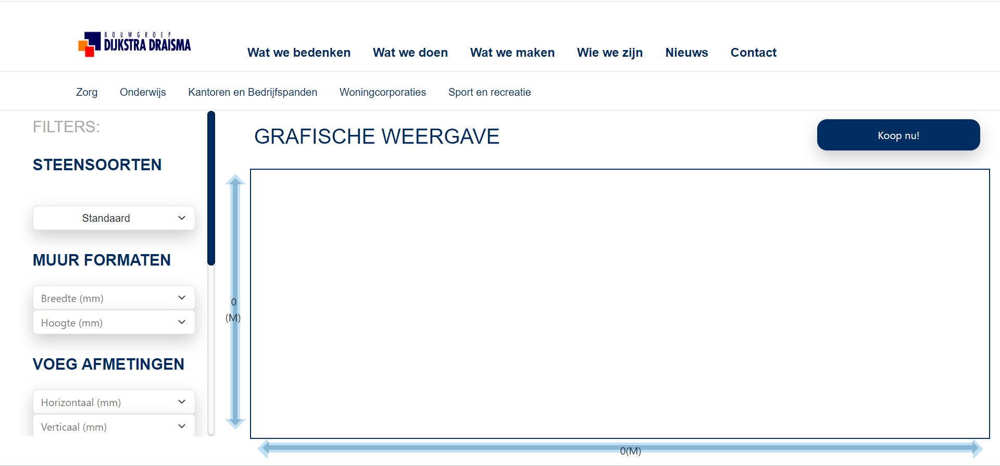 BOUWGROEP
DIJKSTRA DRAISMA
Wat we bedenken Wat we doen Wat we maken Wie we zijn Nieuws Contact
Zorg Onderwijs Kantoren en Bedrijfspanden Woningcorporaties Sport en recreatie
FILTERS:
STEENSOORTEN
Standaard
MUUR FORMATEN
Breedte (mm)
Hoogte (mm)
VOEG AFMETINGEN
Horizontaal (mm)
Verticaal (mm)
GRAFISCHE WEERGAVE
Koop nu!
0
(M)
0(M)